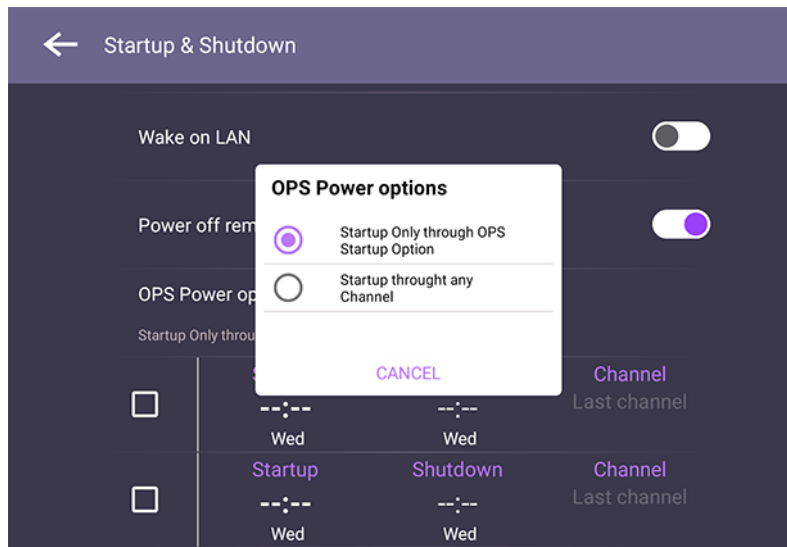 Startup & Shutdown
Wake on LAN
OPS Power options
Startup Only through OPS
Startup Option
Power off rem
Startup throught any
Channel
OPS Power op
Startup Only throu
CANCEL
S Channel
--:-- --:-- Last channel
Wed Wed
Startup Shutdown Channel
--:-- --:-- Last channel
Wed Wed